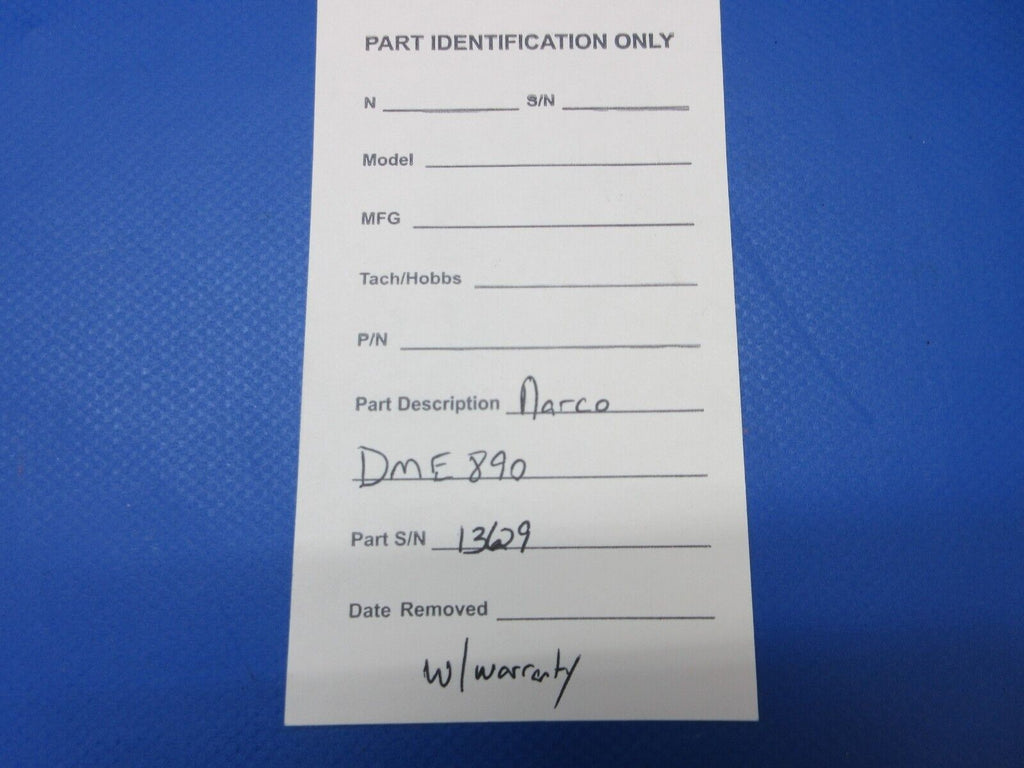 PART IDENTIFICATION ONLY
N S/N
Model
MFG
Tach/Hobbs
P/N
Part Description Narco
DME 890
Part S/N 13629
Date Removed
w/warranty